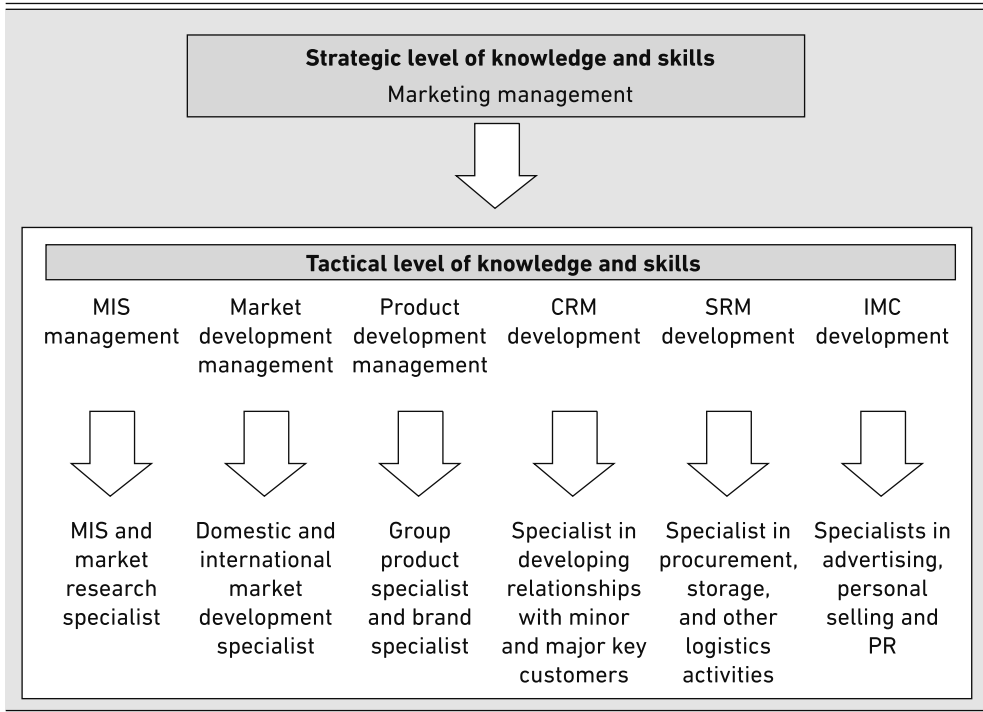 Strategic level of knowledge and skills
Marketing management
Tactical level of knowledge and skills
MIS
management
Market
development
management
Product
development
management
CRM
development
SRM
development
IMC
development
MIS and
market
research
specialist
Domestic and
international
market
development
specialist
Group
product
specialist
and brand
specialist
Specialist in
developing
relationships
with minor
and major key
customers
Specialist in
procurement,
storage,
and other
logistics
activities
Specialists in
advertising,
personal
selling and
PR